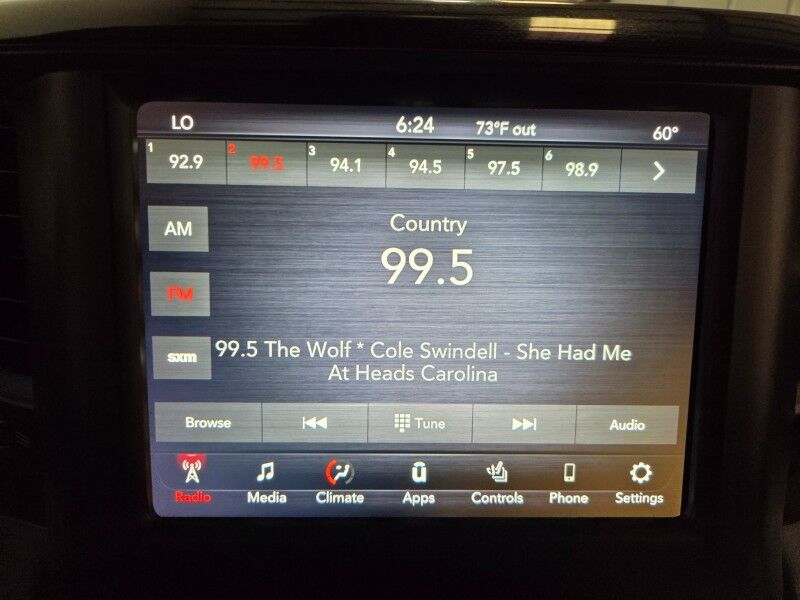 LO 6:24 73°F out 60°
1 92.9 2 99.5 3 94.1 4 94.5 5 97.5 6 98.9
AM
Country
99.5
FM
sxm
99.5 The Wolf * Cole Swindell - She Had Me
At Heads Carolina
Browse Tune Audio
Radio Media Climate Apps Controls Phone Settings